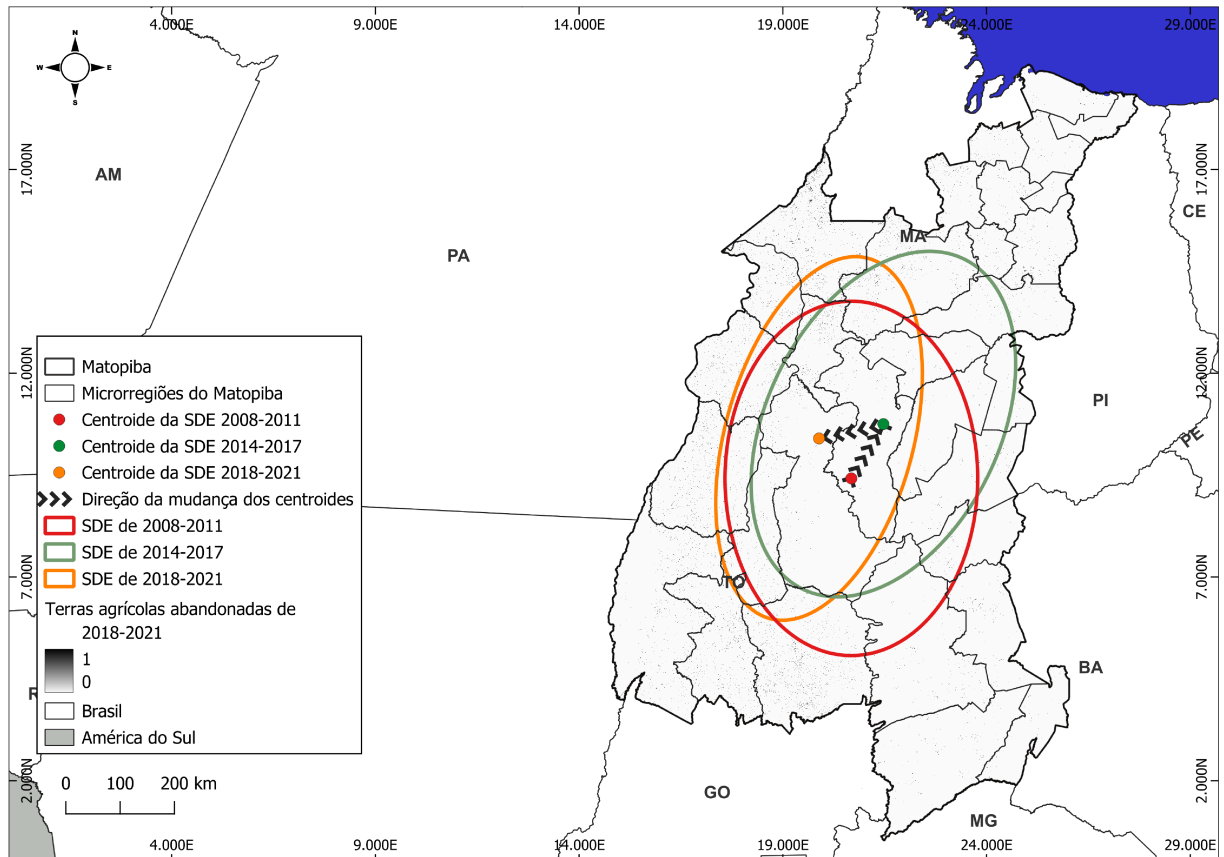 4.000E
9.000E
14.000E
19.000E
24.000E
29.000E
N
W
E
S
17.000N
17.000N
AM
CE
MA
PA
12.000N
12.000N
PI
PE
Matopiba
Microrregiões do Matopiba
Centroide da SDE 2008-2011
Centroide da SDE 2014-2017
Centroide da SDE 2018-2021
Direção da mudança dos centroides
SDE de 2008-2011
SDE de 2014-2017
SDE de 2018-2021
Terras agrícolas abandonadas de
2018-2021
1
0
Brasil
América do Sul
7.000N
7.000N
TO
BA
R
0 100 200 km
2.000N
2.000N
GO
MG
4.000E
9.000E
14.000E
19.000E
24.000E
29.000E